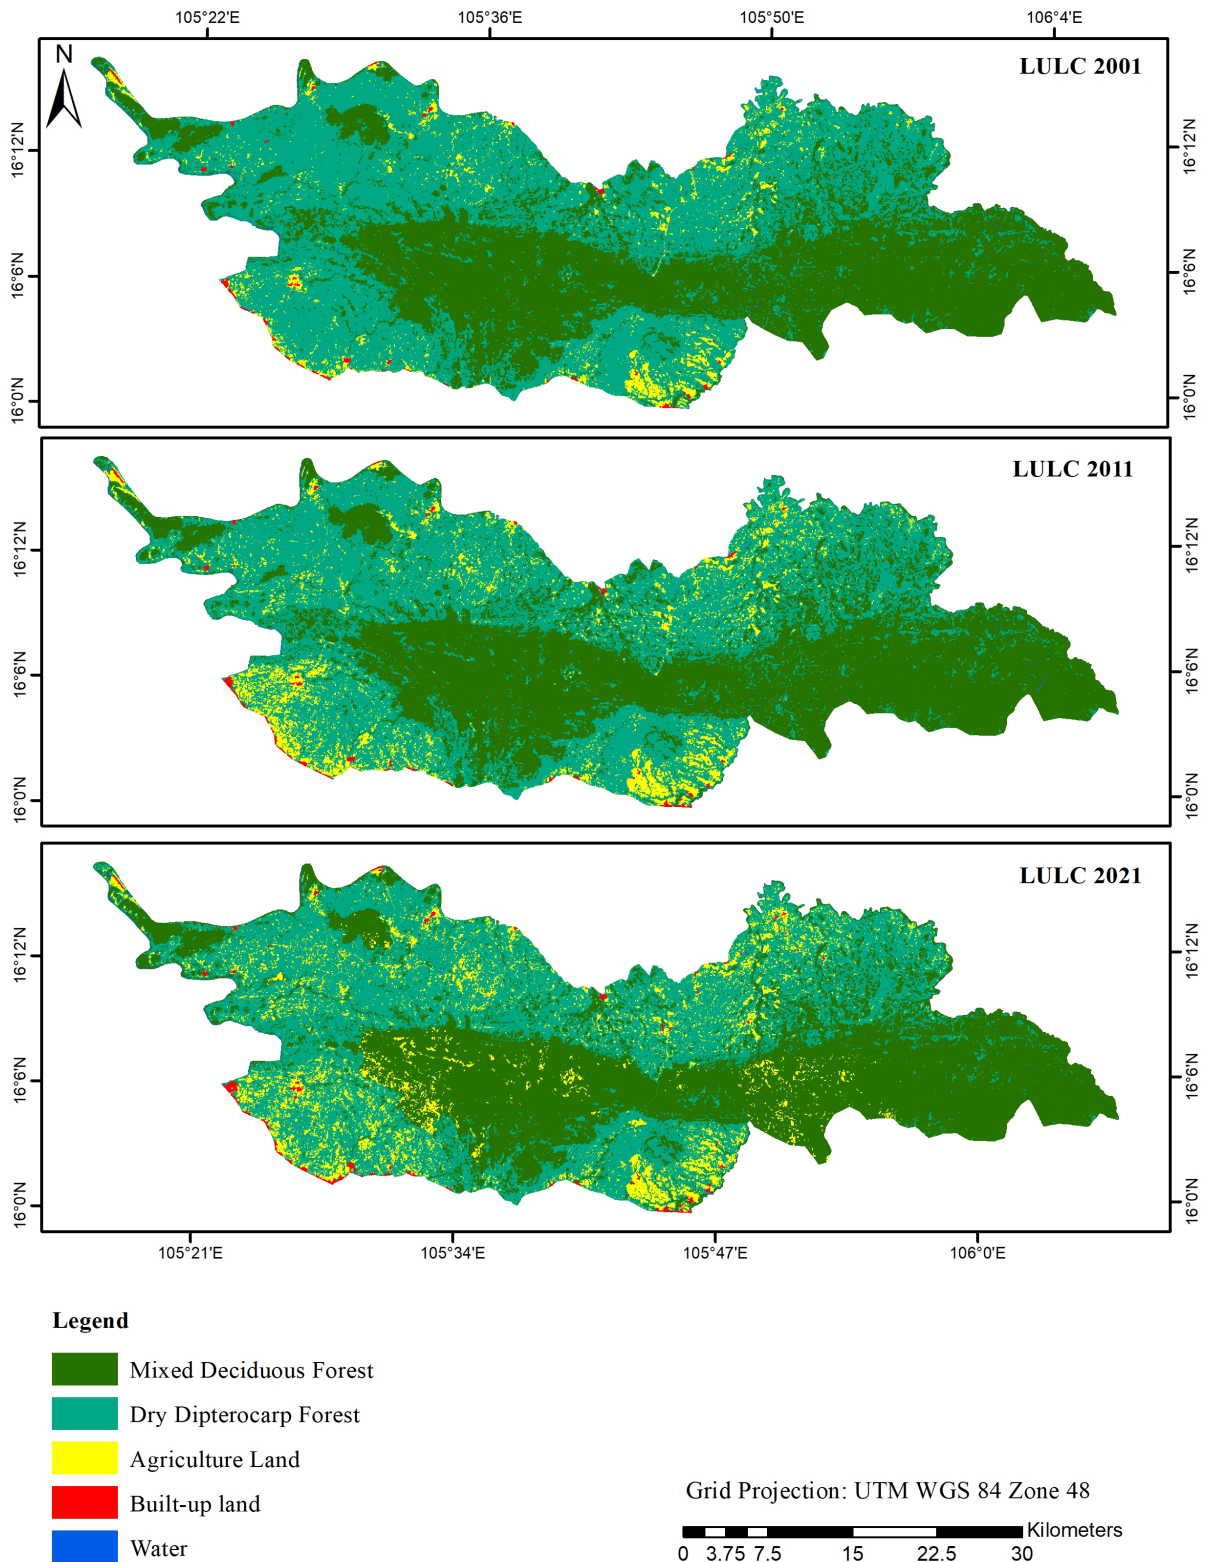 105°22'E 105°36'E 105°50'E 106°4'E
N
LULC 2001
16°12'N 16°12'N
16°6'N 16°6'N
16°0'N 16°0'N
LULC 2011
16°12'N 16°12'N
16°6'N 16°6'N
16°0'N 16°0'N
LULC 2021
16°12'N 16°12'N
16°6'N 16°6'N
16°0'N 16°0'N
105°21'E 105°34'E 105°47'E 106°0'E
Legend
Mixed Deciduous Forest
Dry Dipterocarp Forest
Agriculture Land
Built-up land
Water
Grid Projection: UTM WGS 84 Zone 48
Kilometers
0 3.75 7.5 15 22.5 30